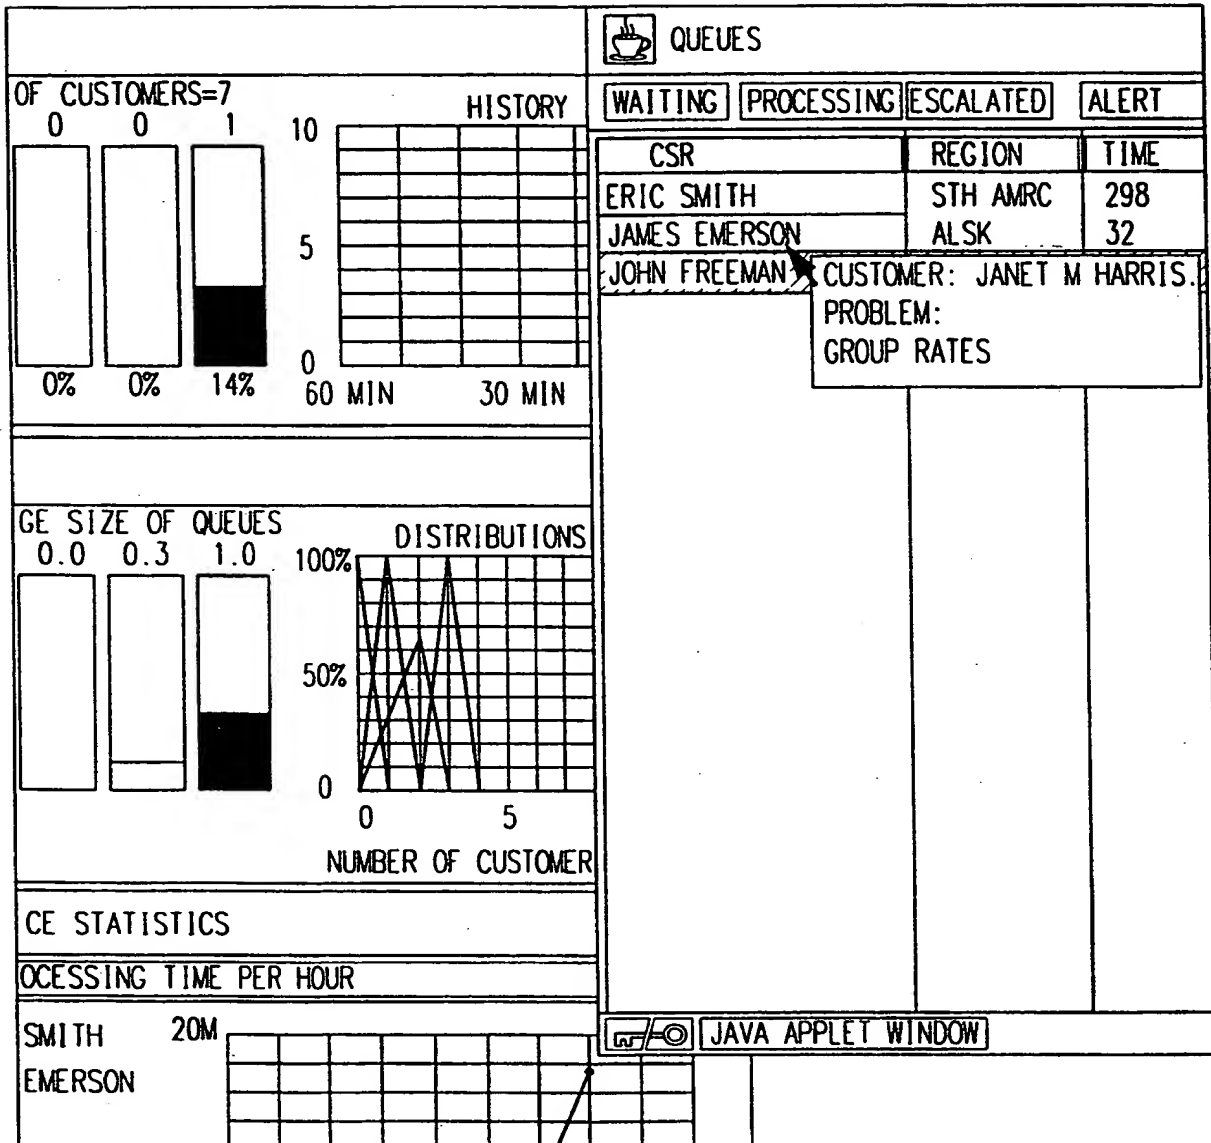 OF CUSTOMERS=7
0 0 1
HISTORY
10
5
0
0% 0% 14%
60 MIN 30 MIN
GE SIZE OF QUEUES
0.0 0.3 1.0
DISTRIBUTIONS
100%
50%
0
0 5
NUMBER OF CUSTOMER
CE STATISTICS
OCESSING TIME PER HOUR
SMITH 20M
EMERSON
QUEUES
WAITING PROCESSING ESCALATED ALERT
CSR REGION TIME
ERIC SMITH STH AMRC 298
JAMES EMERSON ALSK 32
JOHN FREEMAN
CUSTOMER: JANET M HARRIS.
PROBLEM:
GROUP RATES
JAVA APPLET WINDOW